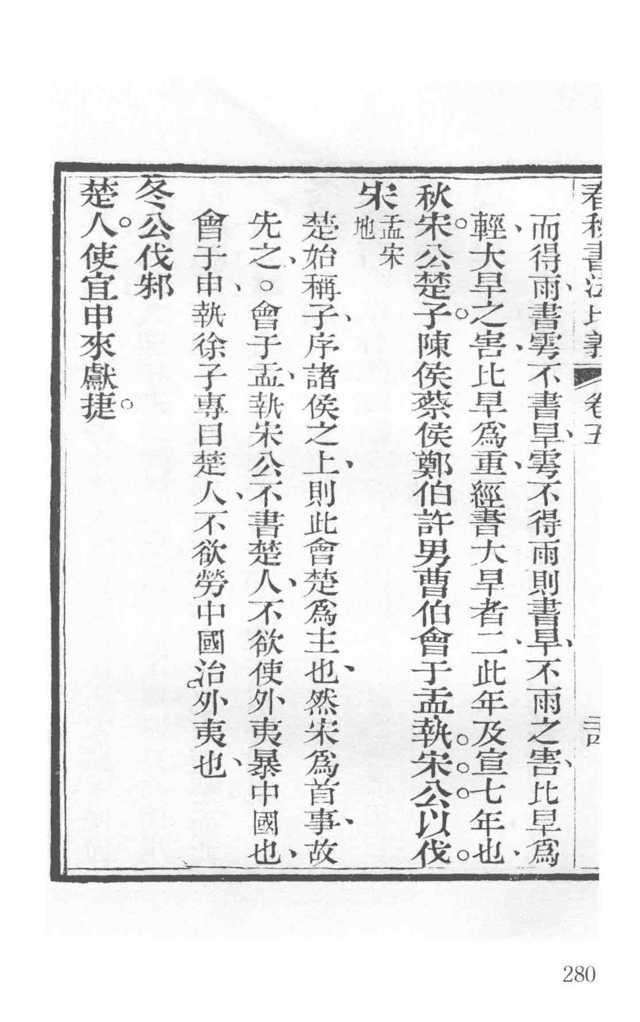 春秋書法比義 卷五 三四
而得雨書雩不書旱雩不得雨則書旱不雨之害比旱爲
輕大旱之害比旱爲重經書大旱者二此年及宣七年也
秋宋公楚子陳侯蔡侯鄭伯許男曹伯會于盂執宋公以伐
宋 盂宋地
楚始稱子序諸侯之上則此會楚爲主也然宋爲首事故
先之。會于盂執宋公不書楚人不欲使外夷暴中國也
會于申執徐子專曰楚人不欲勞中國治外夷也
冬公伐邾
楚人使宜申來獻捷
280